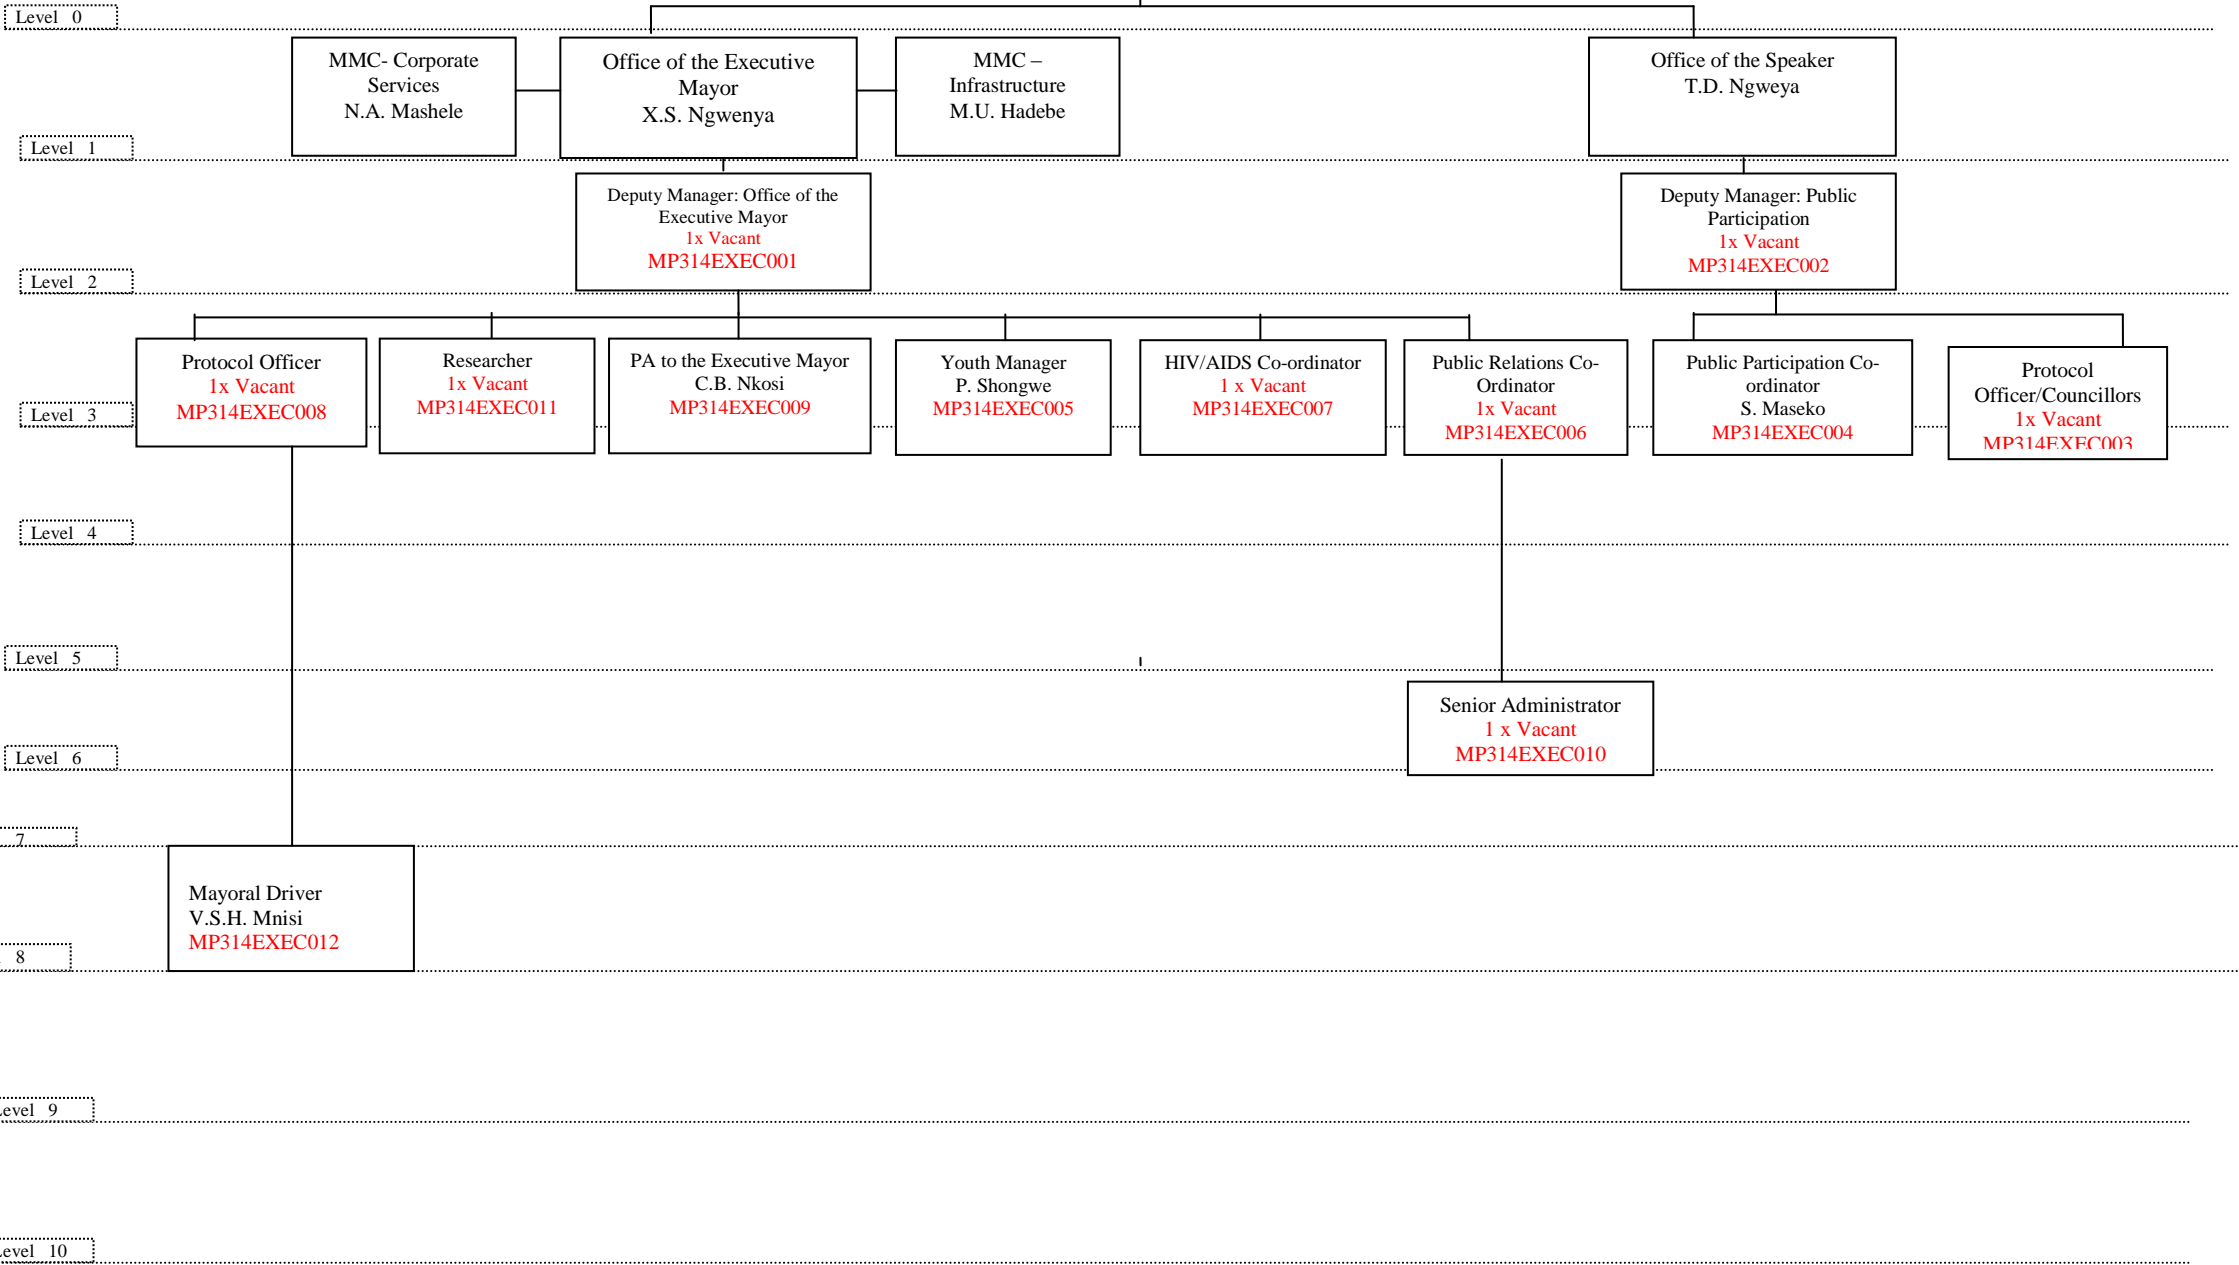 Level 0
MMC- Corporate
Services
N.A. Mashele
Office of the Executive
Mayor
X.S. Ngwenya
MMC –
Infrastructure
M.U. Hadebe
Office of the Speaker
T.D. Ngweya
Level 1
Deputy Manager: Office of the
Executive Mayor
1x Vacant
MP314EXEC001
Deputy Manager: Public
Participation
1x Vacant
MP314EXEC002
Level 2
Protocol Officer
1x Vacant
MP314EXEC008
Researcher
1x Vacant
MP314EXEC011
PA to the Executive Mayor
C.B. Nkosi
MP314EXEC009
Youth Manager
P. Shongwe
MP314EXEC005
HIV/AIDS Co-ordinator
1 x Vacant
MP314EXEC007
Public Relations Co-
Ordinator
1x Vacant
MP314EXEC006
Public Participation Co-
ordinator
S. Maseko
MP314EXEC004
Protocol
Officer/Councillors
1x Vacant
MP314EXEC003
Level 3
Level 4
Level 5
Senior Administrator
1 x Vacant
MP314EXEC010
Level 6
7
Mayoral Driver
V.S.H. Mnisi
MP314EXEC012
8
evel 9
evel 10